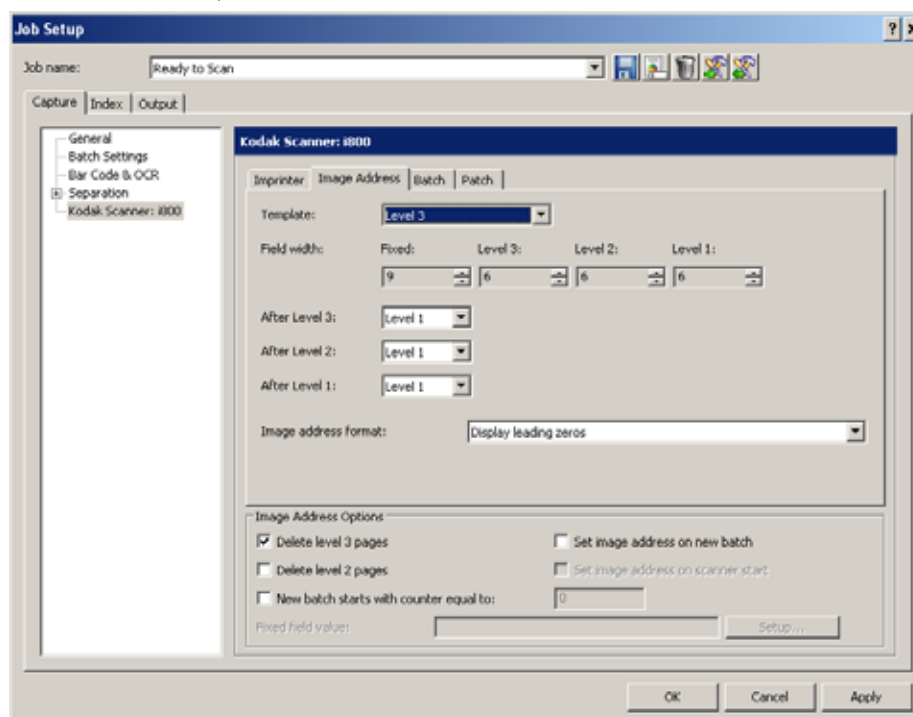 Job Setup
Job name: Ready to Scan
Capture Index Output
General
Batch Settings
Bar Code & OCR
Separation
Kodak Scanner: i800
Kodak Scanner: i800
Imprinter Image Address Batch Patch
Template: Level 3
Field width: Fixed: Level 3: Level 2: Level 1:
9 6 6 6
After Level 3: Level 1
After Level 2: Level 1
After Level 1: Level 1
Image address format: Display leading zeros
Image Address Options
Delete level 3 pages Set image address on new batch
Delete level 2 pages Set image address on scanner start
New batch starts with counter equal to: 0
Fixed field value: Setup...
OK Cancel Apply